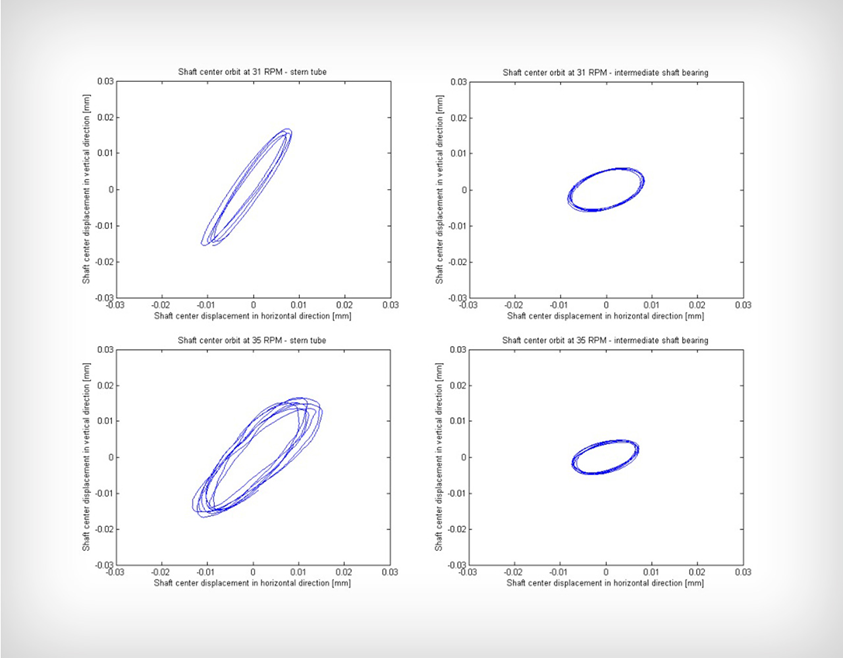 Shaft center orbit at 31 RPM - stern tube
Shaft center displacement in vertical direction [mm]
0.03
0.02
0.01
0
-0.01
-0.02
-0.03
-0.03 -0.02 -0.01 0 0.01 0.02 0.03
Shaft center displacement in horizontal direction [mm]
Shaft center orbit at 31 RPM - intermediate shaft bearing
Shaft center displacement in vertical direction [mm]
0.03
0.02
0.01
0
-0.01
-0.02
-0.03
-0.03 -0.02 -0.01 0 0.01 0.02 0.03
Shaft center displacement in horizontal direction [mm]
Shaft center orbit at 35 RPM - stern tube
Shaft center displacement in vertical direction [mm]
0.03
0.02
0.01
0
-0.01
-0.02
-0.03
-0.03 -0.02 -0.01 0 0.01 0.02 0.03
Shaft center displacement in horizontal direction [mm]
Shaft center orbit at 35 RPM - intermediate shaft bearing
Shaft center displacement in vertical direction [mm]
0.03
0.02
0.01
0
-0.01
-0.02
-0.03
-0.03 -0.02 -0.01 0 0.01 0.02 0.03
Shaft center displacement in horizontal direction [mm]